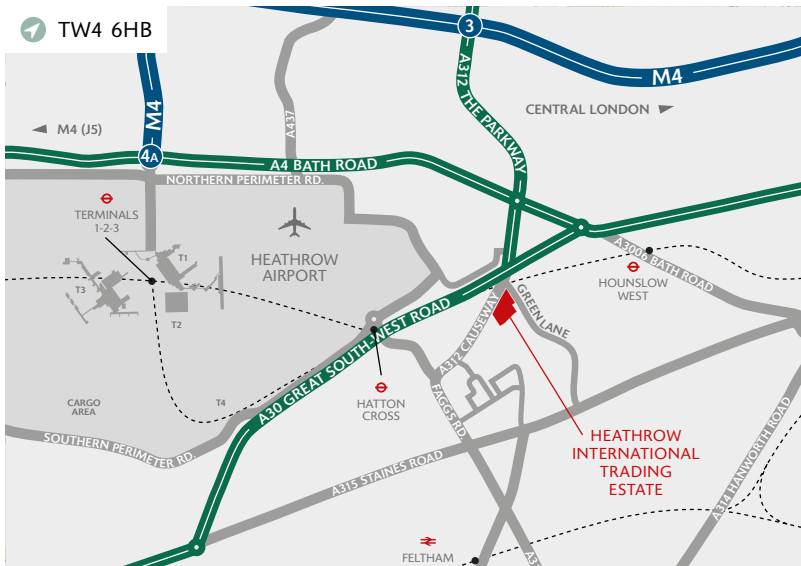 TW4 6HB
3
M4
M4
A312 THE PARKWAY
A437
CENTRAL LONDON
M4 (J5)
4A
A4 BATH ROAD
NORTHERN PERIMETER RD.
TERMINALS
1-2-3
HEATHROW
AIRPORT
T1
T3
T2
T4
A3006 BATH ROAD
HOUNSLOW
WEST
GREEN LANE
A312 CAUSEWAY
A30 GREAT SOUTH-WEST ROAD
HATTON
CROSS
FAGGS RD.
CARGO
AREA
SOUTHERN PERIMETER RD.
HEATHROW
INTERNATIONAL
TRADING
ESTATE
A315 STAINES ROAD
A314 HANWORTH ROAD
FELTHAM